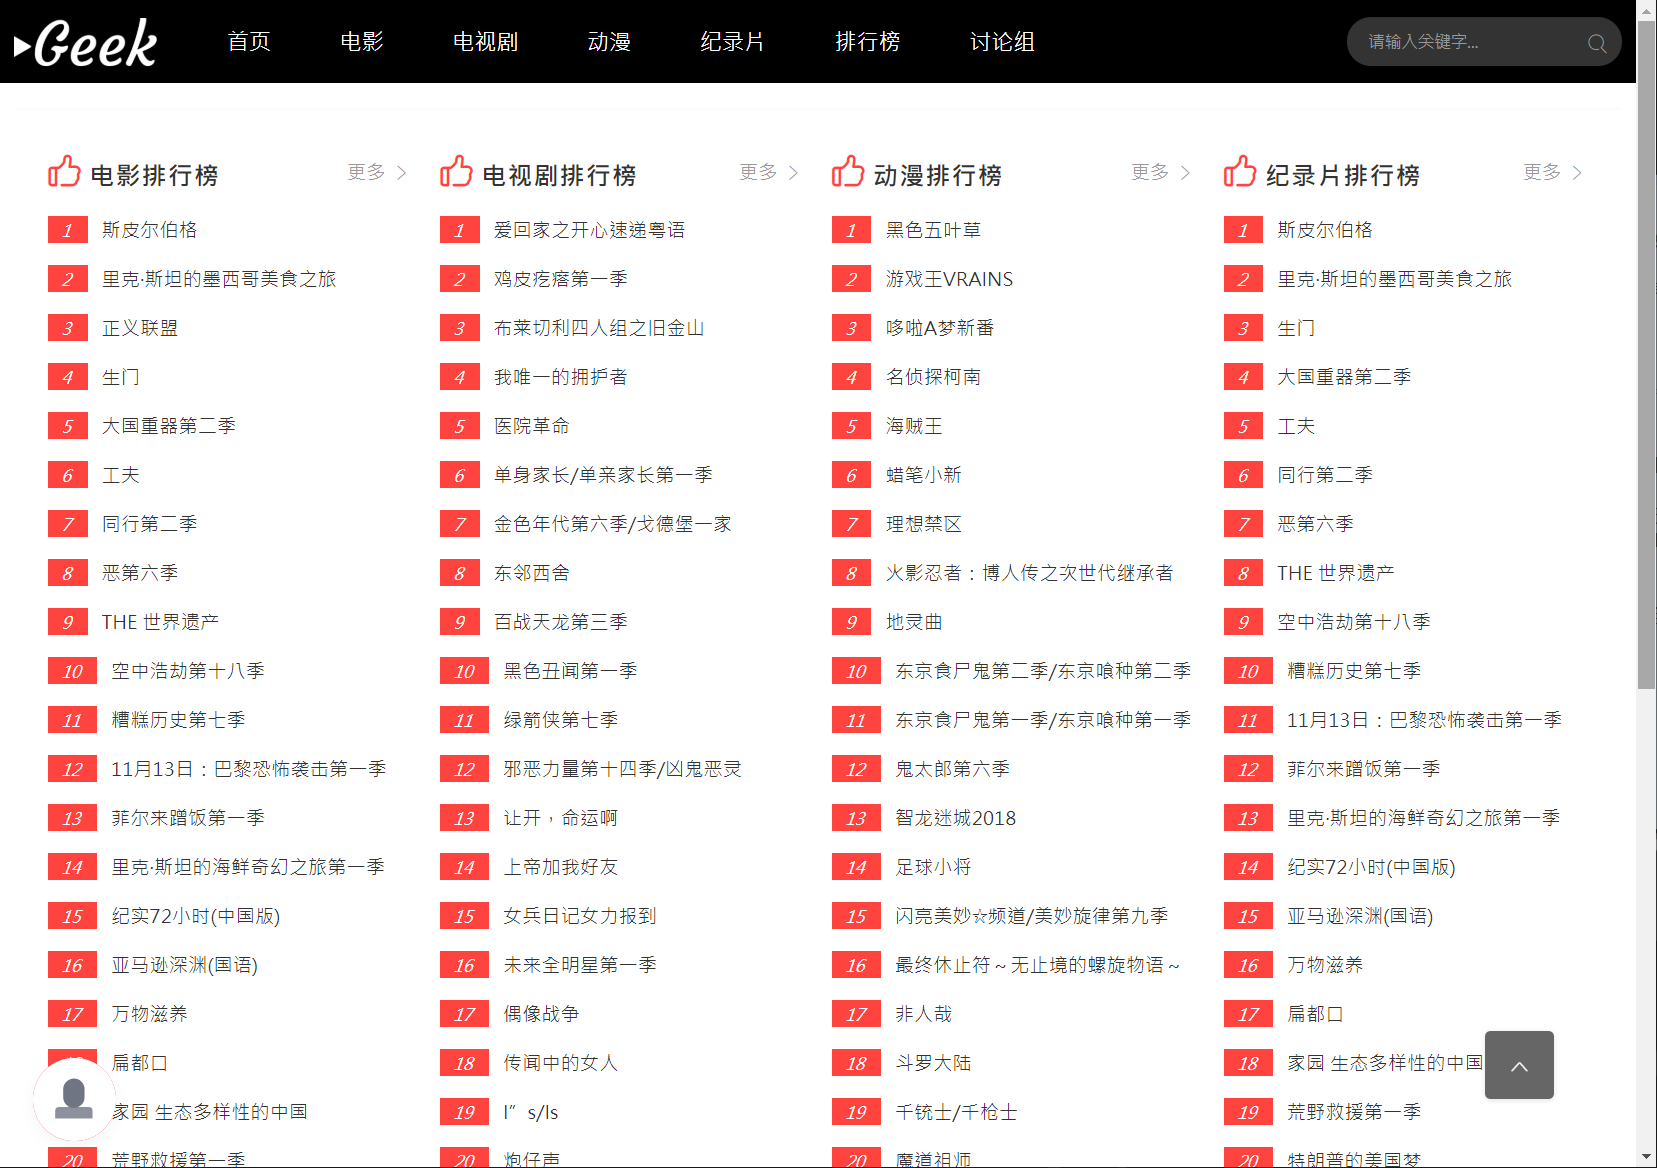 Geek
首页 电影 电视剧 动漫 纪录片 排行榜 讨论组
请输入关键字...
电影排行榜 更多
1 斯皮尔伯格
2 里克·斯坦的墨西哥美食之旅
3 正义联盟
4 生门
5 大国重器第二季
6 工夫
7 同行第二季
8 恶第六季
9 THE 世界遗产
10 空中浩劫第十八季
11 糟糕历史第七季
12 11月13日：巴黎恐怖袭击第一季
13 菲尔来蹭饭第一季
14 里克·斯坦的海鲜奇幻之旅第一季
15 纪实72小时(中国版)
16 亚马逊深渊(国语)
17 万物滋养
扁都口
家园 生态多样性的中国
20 荒野救援第一季
电视剧排行榜 更多
1 爱回家之开心速递粤语
2 鸡皮疙瘩第一季
3 布莱切利四人组之旧金山
4 我唯一的拥护者
5 医院革命
6 单身家长/单亲家长第一季
7 金色年代第六季/戈德堡一家
8 东邻西舍
9 百战天龙第三季
10 黑色丑闻第一季
11 绿箭侠第七季
12 邪恶力量第十四季/凶鬼恶灵
13 让开，命运啊
14 上帝加我好友
15 女兵日记女力报到
16 未来全明星第一季
17 偶像战争
18 传闻中的女人
19 I”s/Is
20 炮仔声
动漫排行榜 更多
1 黑色五叶草
2 游戏王VRAINS
3 哆啦A梦新番
4 名侦探柯南
5 海贼王
6 蜡笔小新
7 理想禁区
8 火影忍者：博人传之次世代继承者
9 地灵曲
10 东京食尸鬼第二季/东京喰种第二季
11 东京食尸鬼第一季/东京喰种第一季
12 鬼太郎第六季
13 智龙迷城2018
14 足球小将
15 闪亮美妙☆频道/美妙旋律第九季
16 最终休止符～无止境的螺旋物语～
17 非人哉
18 斗罗大陆
19 千铳士/千枪士
20 魔道祖师
纪录片排行榜 更多
1 斯皮尔伯格
2 里克·斯坦的墨西哥美食之旅
3 生门
4 大国重器第二季
5 工夫
6 同行第二季
7 恶第六季
8 THE 世界遗产
9 空中浩劫第十八季
10 糟糕历史第七季
11 11月13日：巴黎恐怖袭击第一季
12 菲尔来蹭饭第一季
13 里克·斯坦的海鲜奇幻之旅第一季
14 纪实72小时(中国版)
15 亚马逊深渊(国语)
16 万物滋养
17 扁都口
18 家园 生态多样性的中国
19 荒野救援第一季
20 特朗普的美国梦